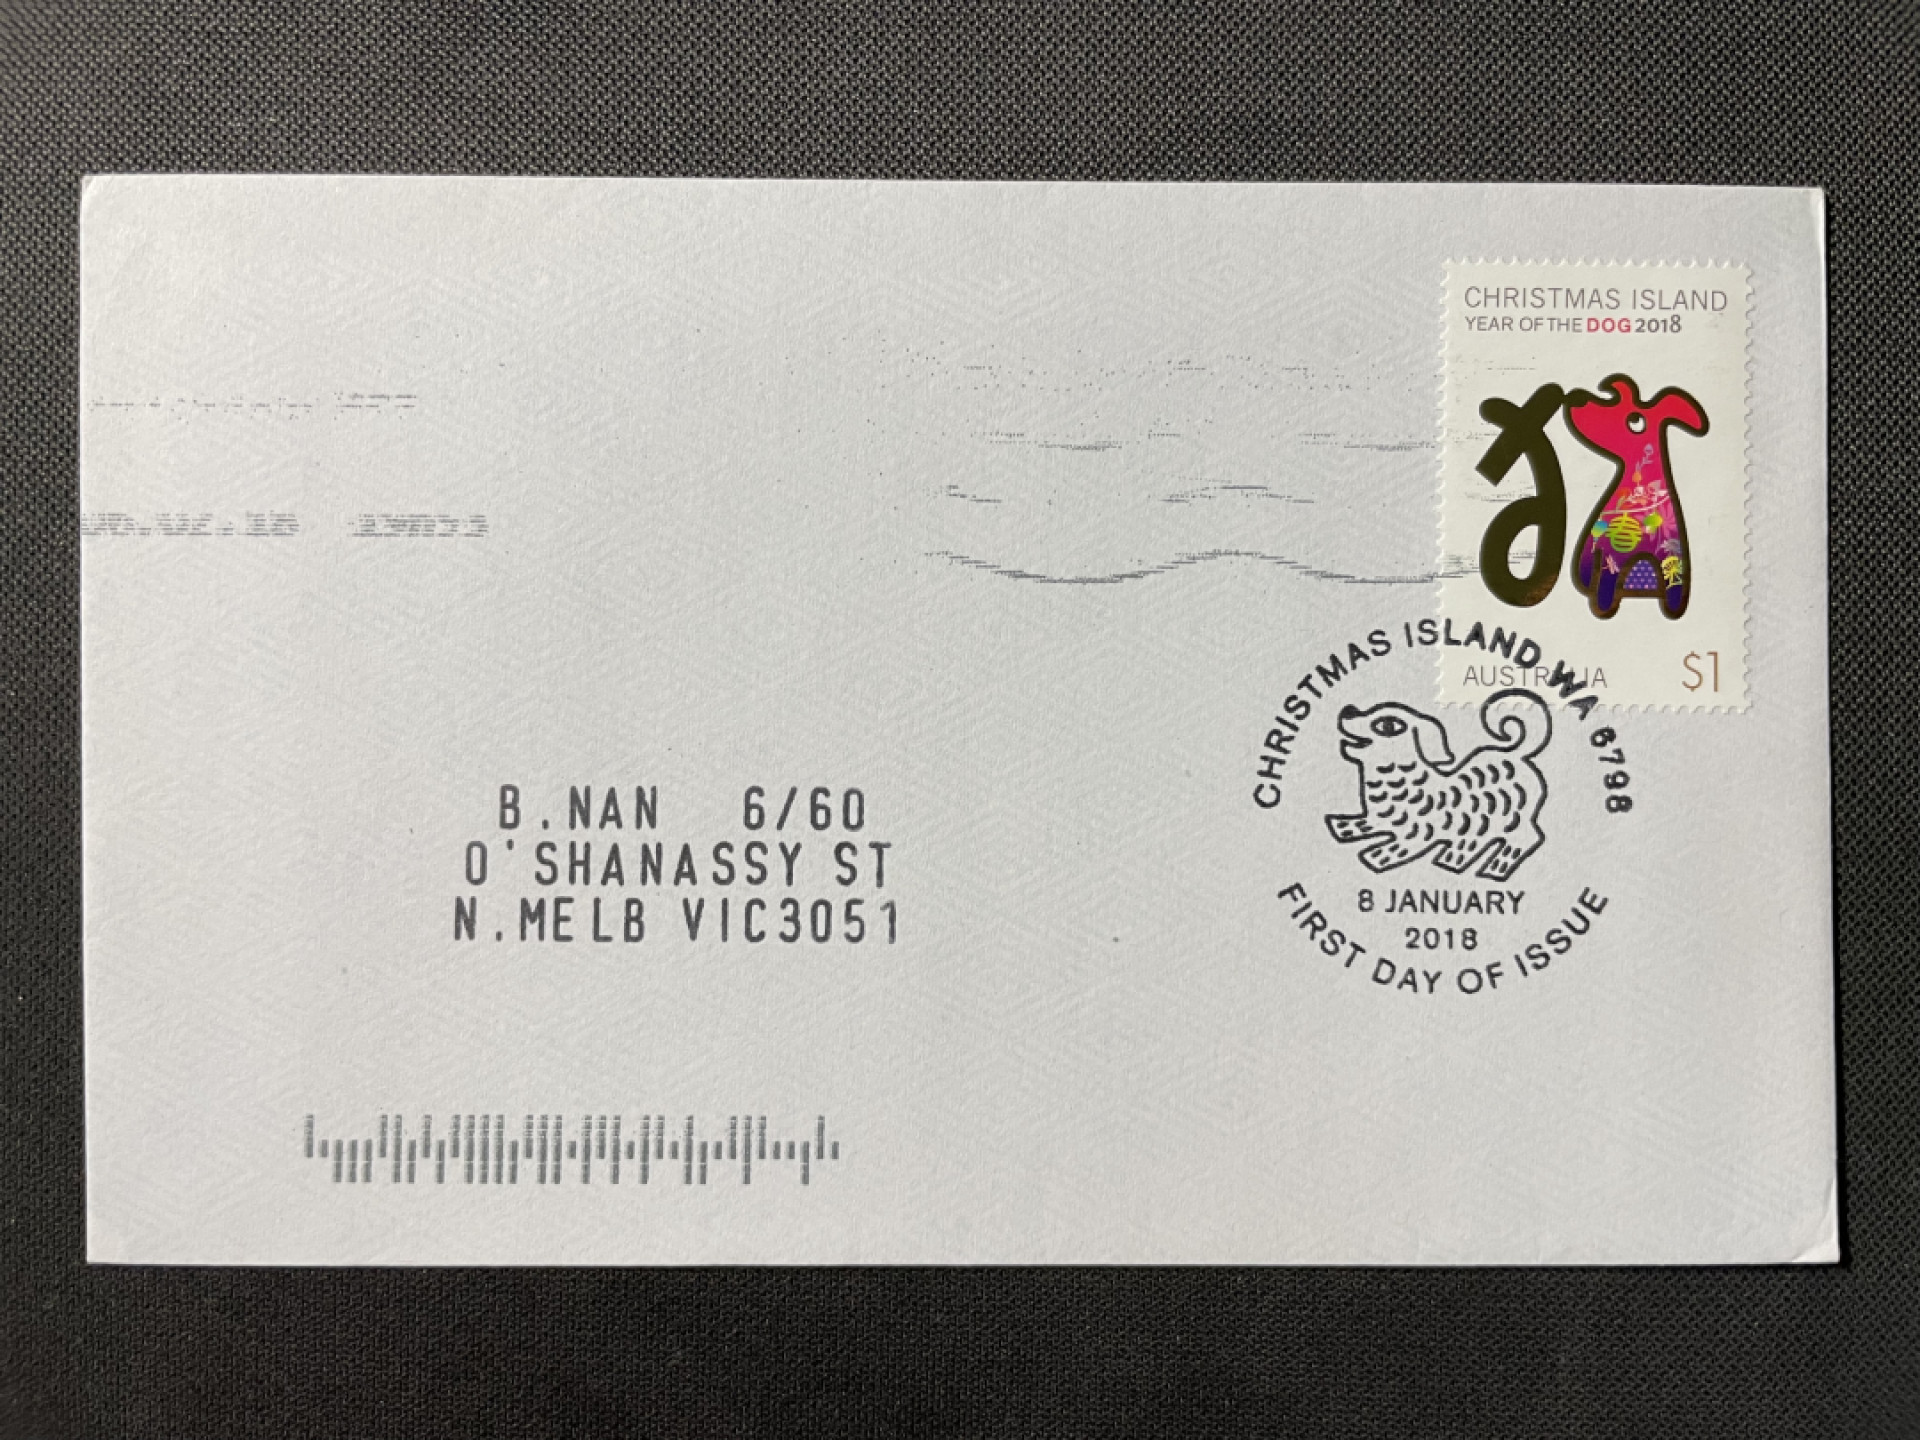 CHRISTMAS ISLAND
YEAR OF THE DOG 2018
AUSTRALIA
$1
CHRISTMAS ISLAND WA 6798
8 JANUARY
2018
FIRST DAY OF ISSUE
B.NAN 6/60
O'SHANASSY ST
N.MELB VIC3051